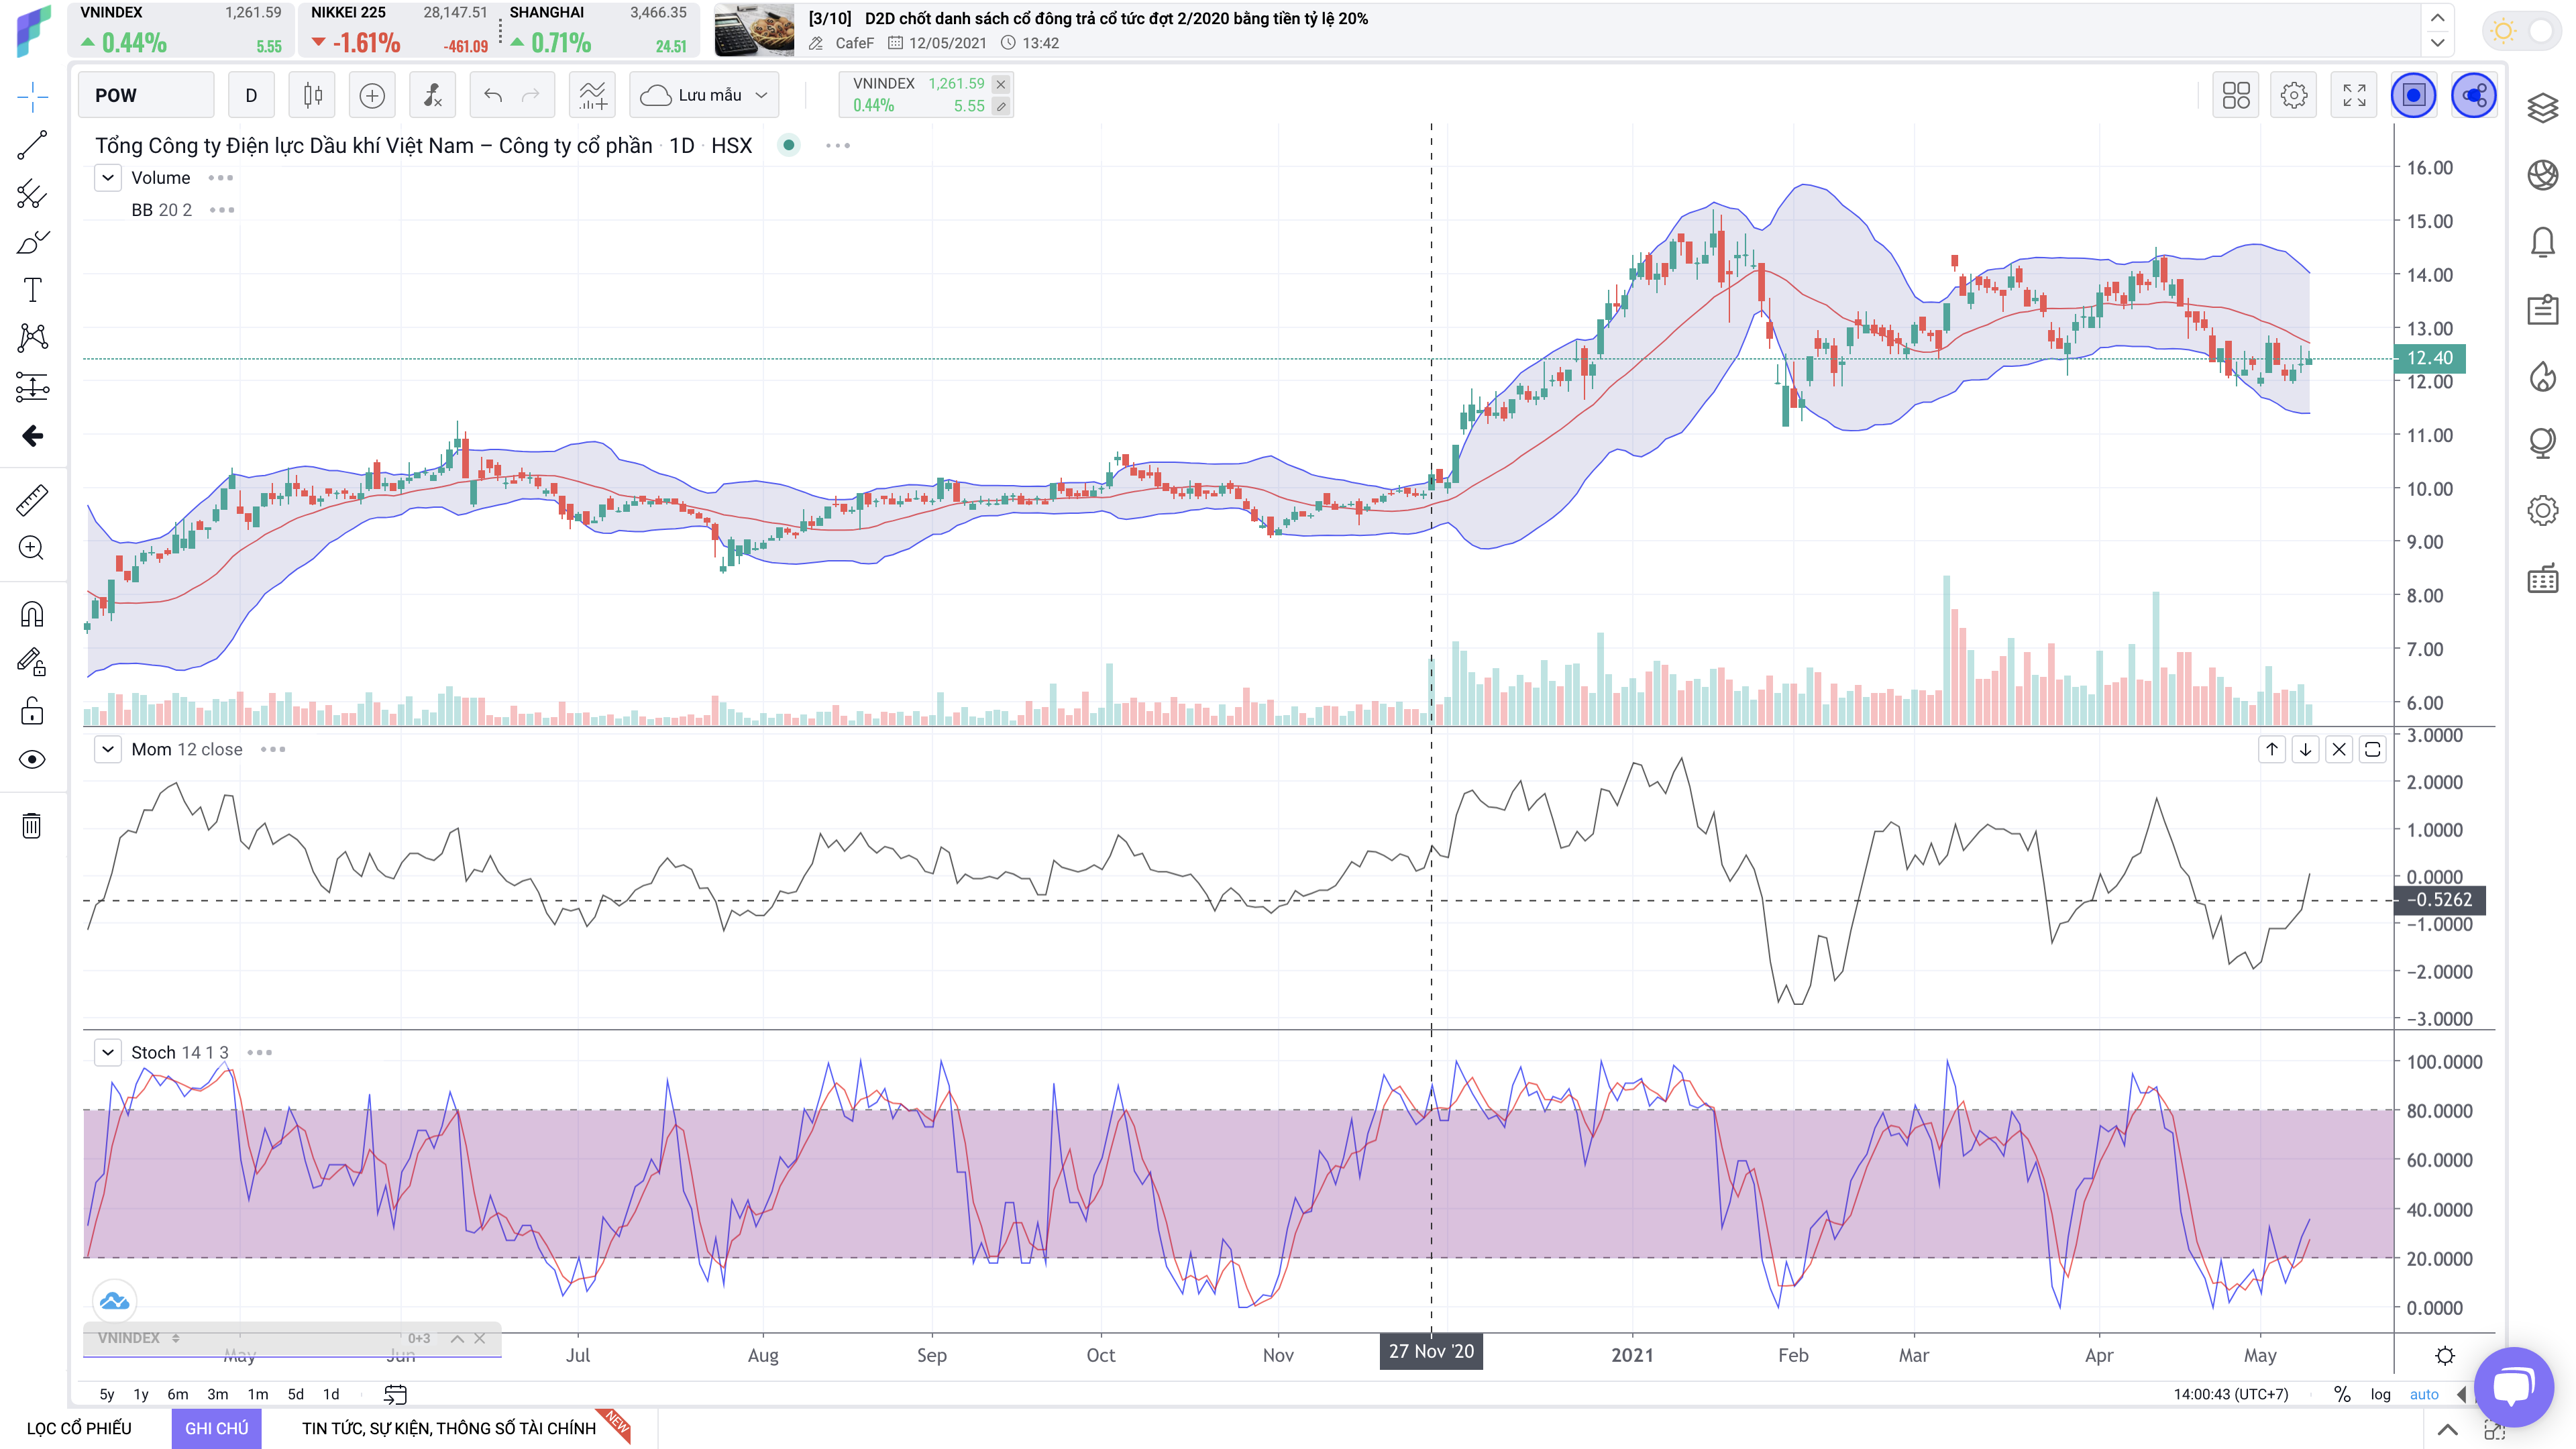 VNINDEX 1,261.59
0.44% 5.55
NIKKEI 225 28,147.51
-1.61% -461.09
SHANGHAI 3,466.35
0.71% 24.51
[3/10] D2D chốt danh sách cổ đông trả cổ tức đợt 2/2020 bằng tiền tỷ lệ 20%
CafeF 12/05/2021 13:42
POW D Lưu mẫu
VNINDEX 1,261.59
0.44% 5.55
Tổng Công ty Điện lực Dầu khí Việt Nam – Công ty cổ phần · 1D · HSX
Volume
BB 20 2
16.00
15.00
14.00
13.00
12.40
12.00
11.00
10.00
9.00
8.00
7.00
6.00
Mom 12 close
3.0000
2.0000
1.0000
0.0000
−0.5262
−1.0000
−2.0000
−3.0000
Stoch 14 1 3
100.0000
80.0000
60.0000
40.0000
20.0000
0.0000
VNINDEX 0+3
May Jun Jul Aug Sep Oct Nov 27 Nov '20 2021 Feb Mar Apr May
5y 1y 6m 3m 1m 5d 1d
14:00:43 (UTC+7) % log auto
LỌC CỔ PHIẾU GHI CHÚ TIN TỨC, SỰ KIỆN, THÔNG SỐ TÀI CHÍNH NEW